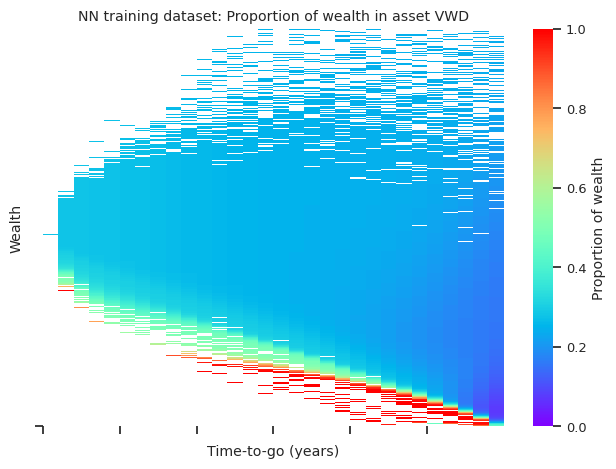 NN training dataset: Proportion of wealth in asset VWD
Wealth
Time-to-go (years)
1.0
0.8
0.6
0.4
0.2
0.0
Proportion of wealth